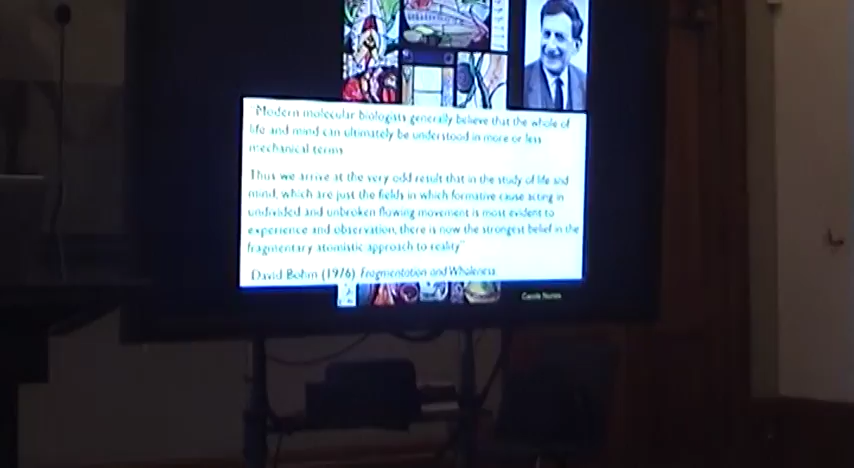 "Modern molecular biologists generally believe that the whole of
life and mind can ultimately be understood in more or less
mechanical terms
Thus we arrive at the very odd result that in the study of life and
mind, which are just the fields in which formative cause acting in
undivided and unbroken flowing movement is most evident to
experience and observation, there is now the strongest belief in the
fragmentary atomistic approach to reality"
David Bohm (1976) Fragmentation and Wholeness